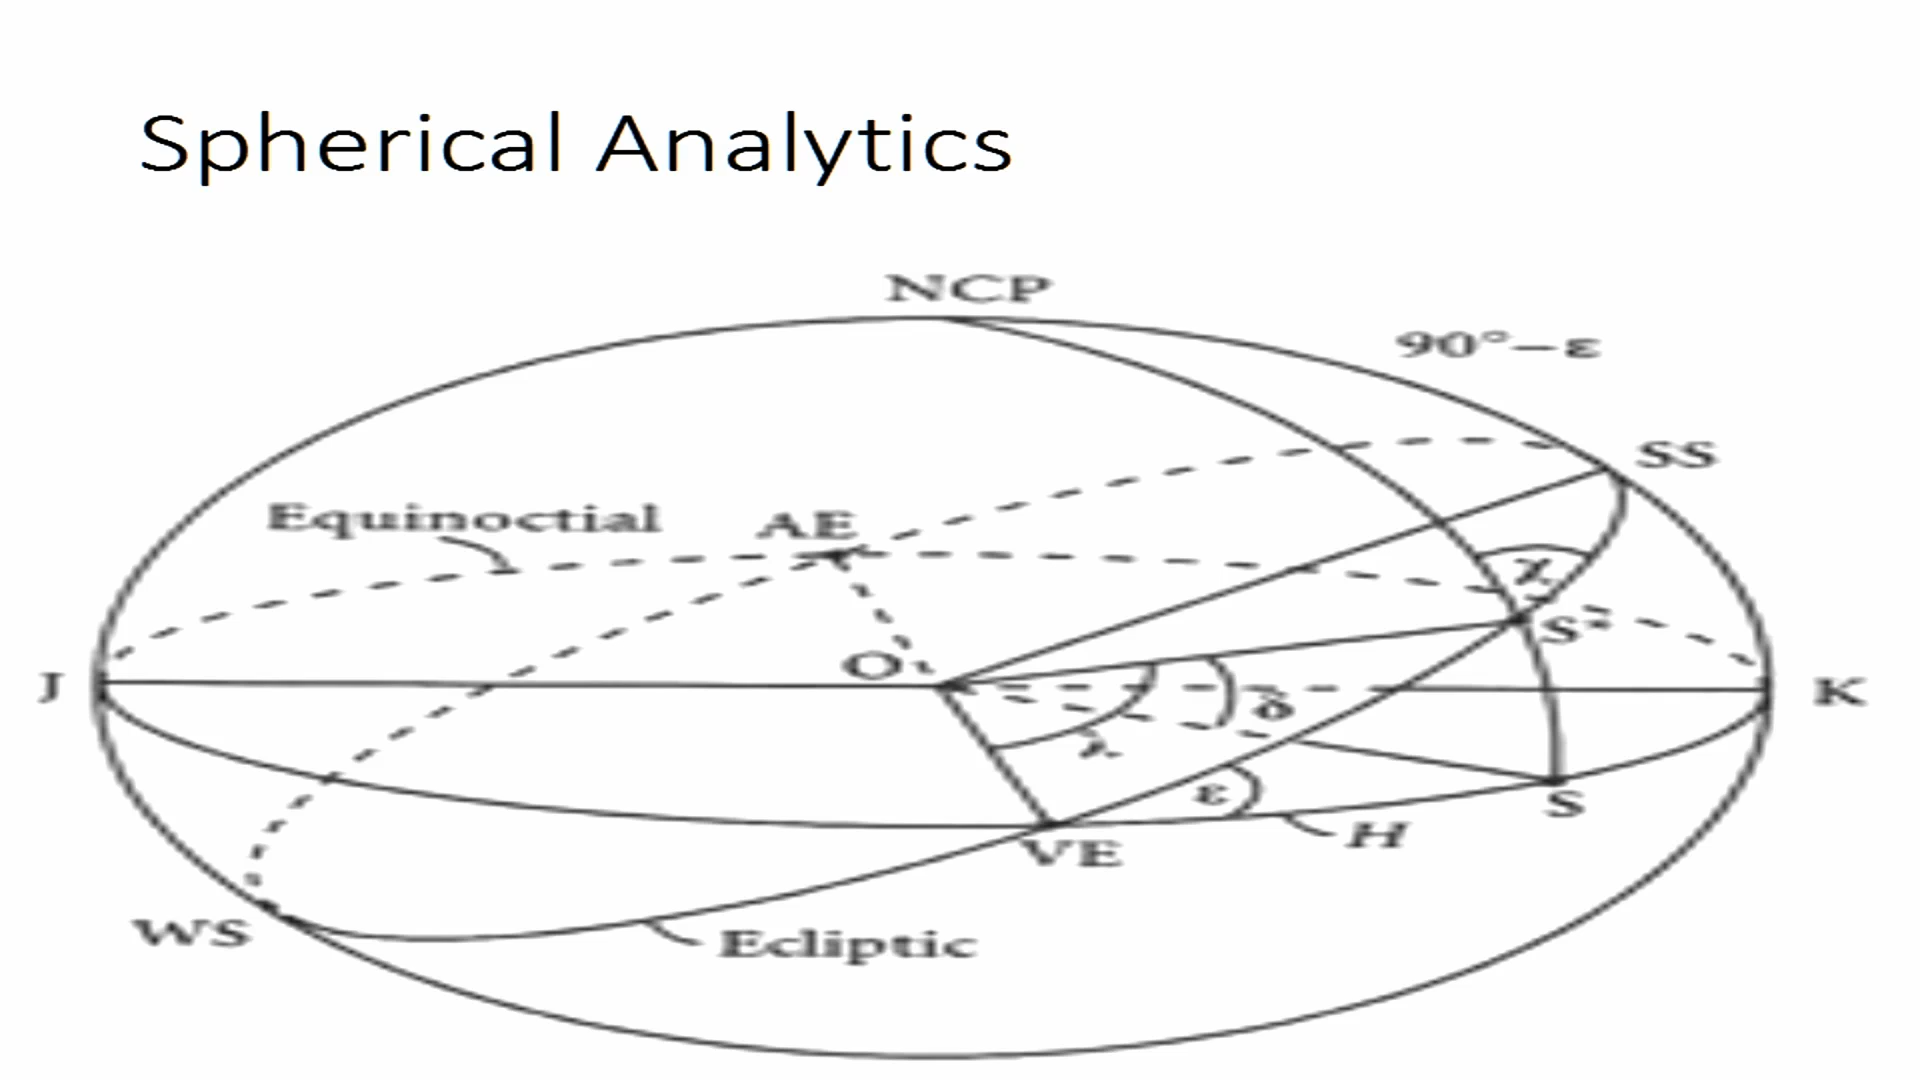 Spherical Analytics
NCP
90°–ε
SS
Equinoctial
AE
χ
S
O
J
K
δ
λ
ε
S
H
VE
WS
Ecliptic